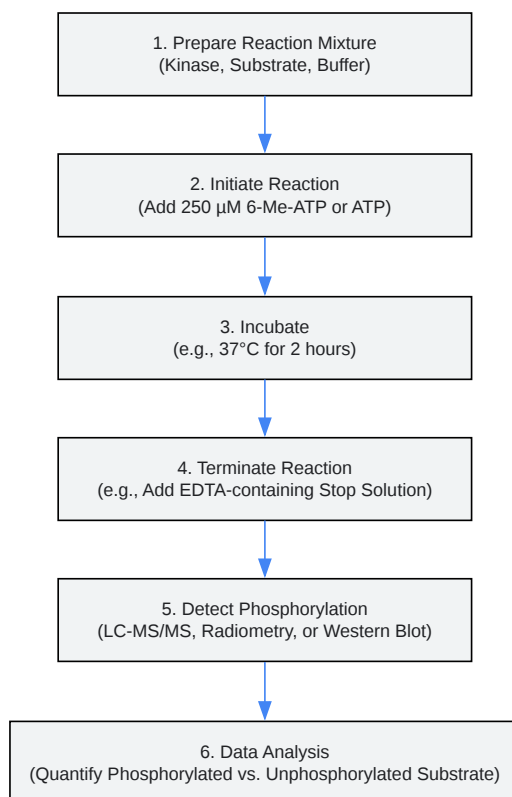 1. Prepare Reaction Mixture
(Kinase, Substrate, Buffer)
2. Initiate Reaction
(Add 250 µM 6-Me-ATP or ATP)
3. Incubate
(e.g., 37°C for 2 hours)
4. Terminate Reaction
(e.g., Add EDTA-containing Stop Solution)
5. Detect Phosphorylation
(LC-MS/MS, Radiometry, or Western Blot)
6. Data Analysis
(Quantify Phosphorylated vs. Unphosphorylated Substrate)